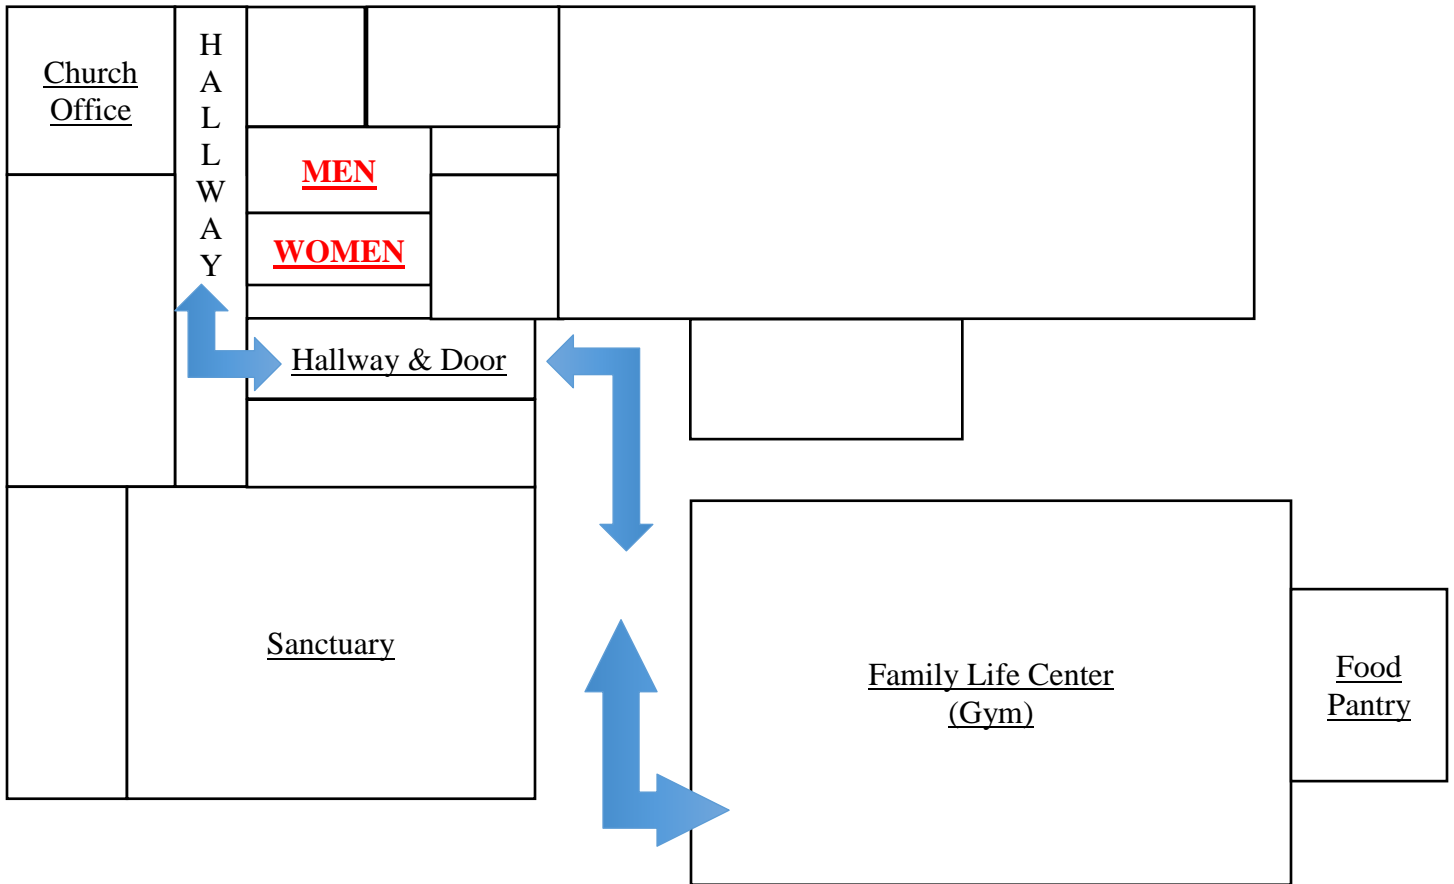 Church
Office
H
A
L
L
W
A
Y
MEN
WOMEN
Hallway & Door
Sanctuary
Family Life Center
(Gym)
Food
Pantry